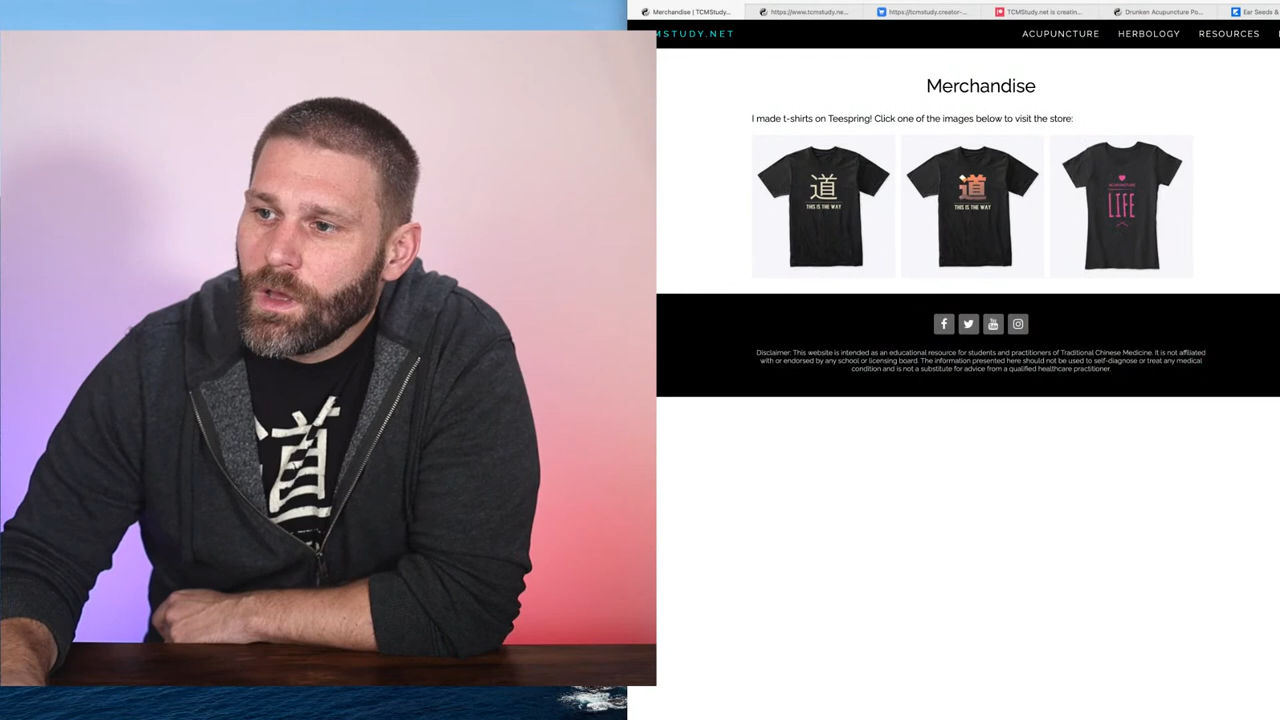 Merchandise | TCMStudy...
https://www.tcmstudy.ne...
https://tcmstudy.creator-...
TCMStudy.net is creatin...
Drunken Acupuncture Po...
Ear Seeds &
MSTUDY.NET
ACUPUNCTURE
HERBOLOGY
RESOURCES
Merchandise
I made t-shirts on Teespring! Click one of the images below to visit the store:
道
THIS IS THE WAY
道
THIS IS THE WAY
ACUPUNCTURE
LIFE
Disclaimer: This website is intended as an educational resource for students and practitioners of Traditional Chinese Medicine. It is not affiliated
with or endorsed by any school or licensing board. The information presented here should not be used to self-diagnose or treat any medical
condition and is not a substitute for advice from a qualified healthcare practitioner.
道